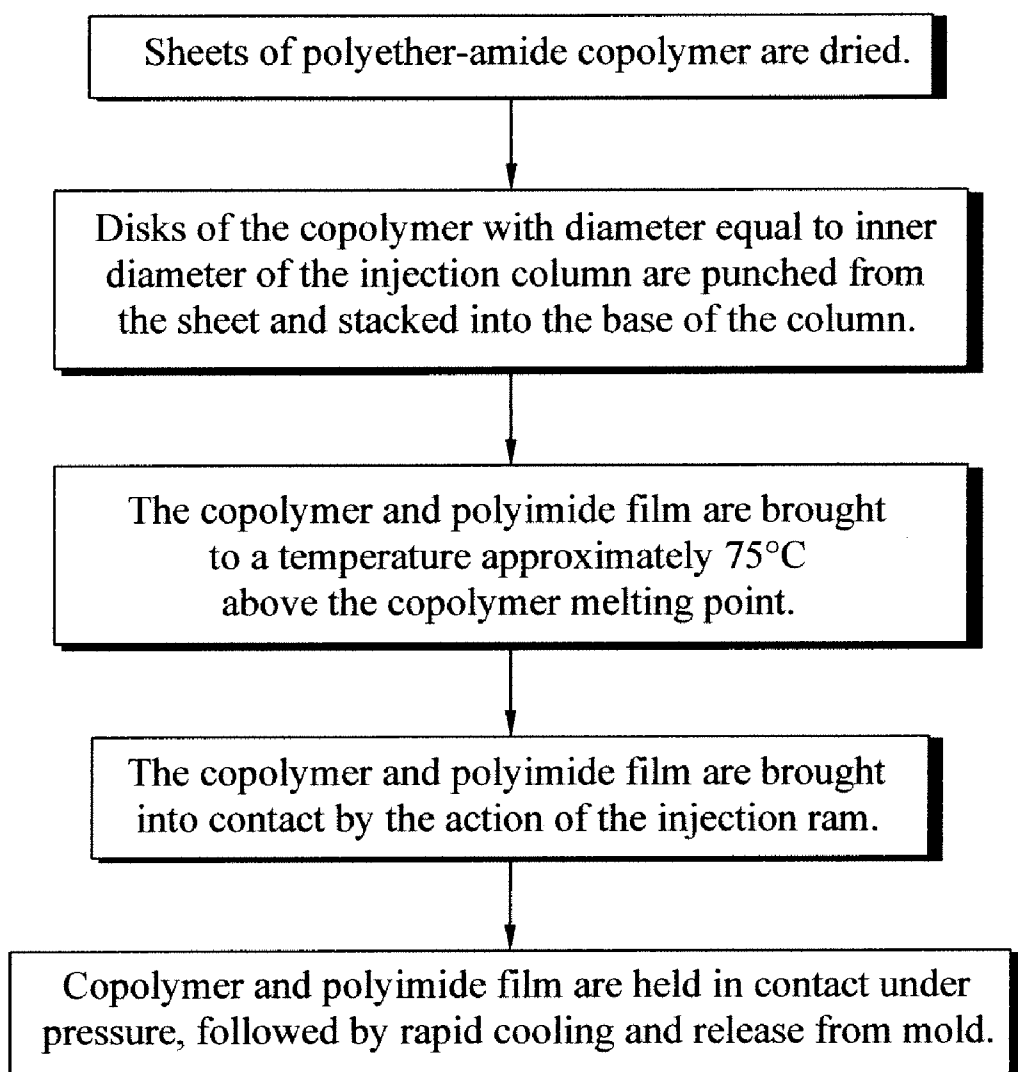 Sheets of polyether-amide copolymer are dried.
Disks of the copolymer with diameter equal to inner
diameter of the injection column are punched from
the sheet and stacked into the base of the column.
The copolymer and polyimide film are brought
to a temperature approximately 75°C
above the copolymer melting point.
The copolymer and polyimide film are brought
into contact by the action of the injection ram.
Copolymer and polyimide film are held in contact under
pressure, followed by rapid cooling and release from mold.